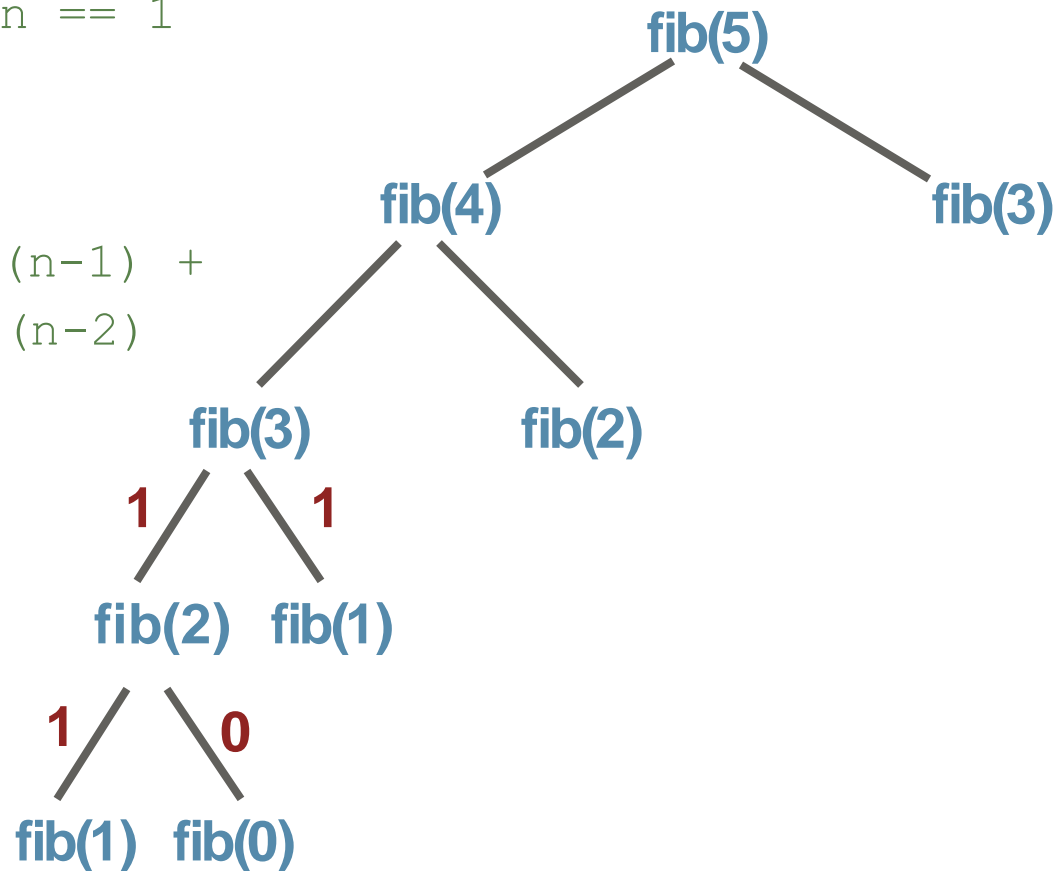 n == 1
fib(5)
fib(4) fib(3)
(n-1) +
(n-2)
fib(3) fib(2)
1 1
fib(2) fib(1)
1 0
fib(1) fib(0)